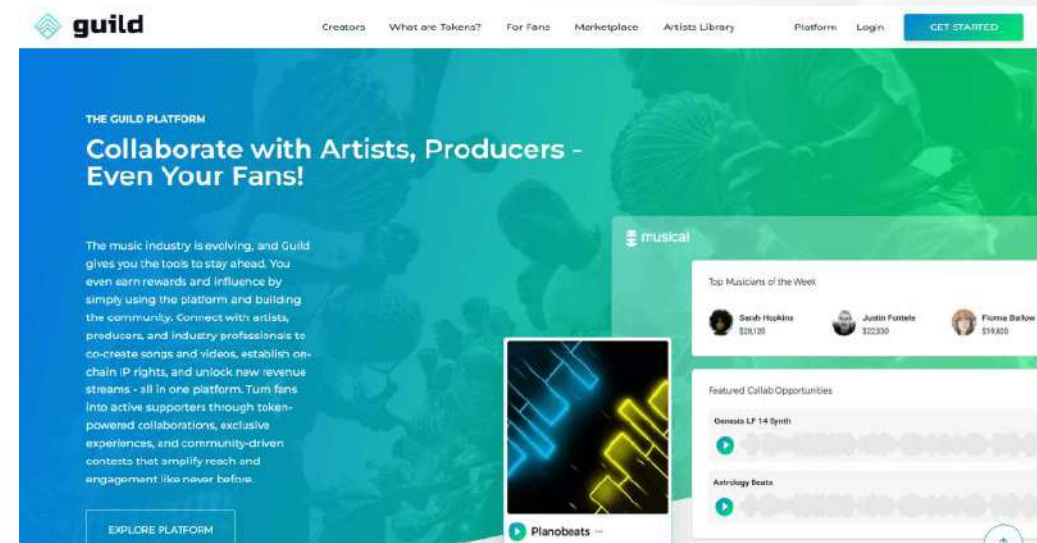 guild
Creators What are Tokens? For Fans Marketplace Artists Library Platform Login GET STARTED
THE GUILD PLATFORM
Collaborate with Artists, Producers -
Even Your Fans!
The music industry is evolving, and Guild
gives you the tools to stay ahead. You
even earn rewards and influence by
simply using the platform and building
the community. Connect with artists,
producers, and industry professionals to
co-create songs and videos, establish on-
chain IP rights, and unlock new revenue
streams - all in one platform. Turn fans
into active supporters through token-
powered collaborations, exclusive
experiences, and community-driven
contests that amplify reach and
engagement like never before.
EXPLORE PLATFORM
musical
Top Musicians of the Week
Sarah Hopkins
$28,120
Justin
Fiorna Barlow
Featured Collab Opportunities
Genesis LF 14 Synth
Astrology Beats
Pianobeats ...